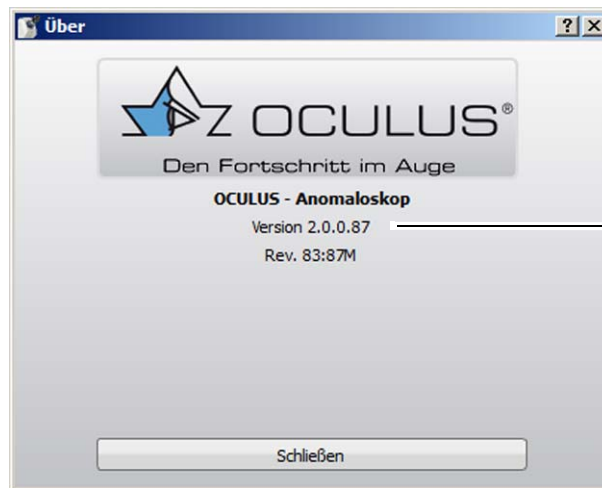 Über
OCULUS®
Den Fortschritt im Auge
OCULUS - Anomaloskop
Version 2.0.0.87
Rev. 83:87M
Schließen